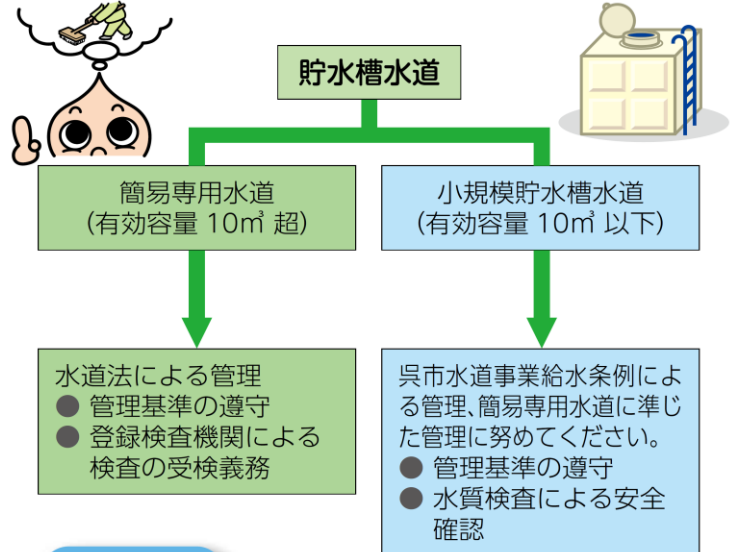 貯水槽水道
簡易専用水道
(有効容量 10㎥ 超)
小規模貯水槽水道
(有効容量 10㎥ 以下)
水道法による管理
● 管理基準の遵守
● 登録検査機関による
検査の受検義務
呉市水道事業給水条例によ
る管理、簡易専用水道に準じ
た管理に努めてください。
● 管理基準の遵守
● 水質検査による安全
確認